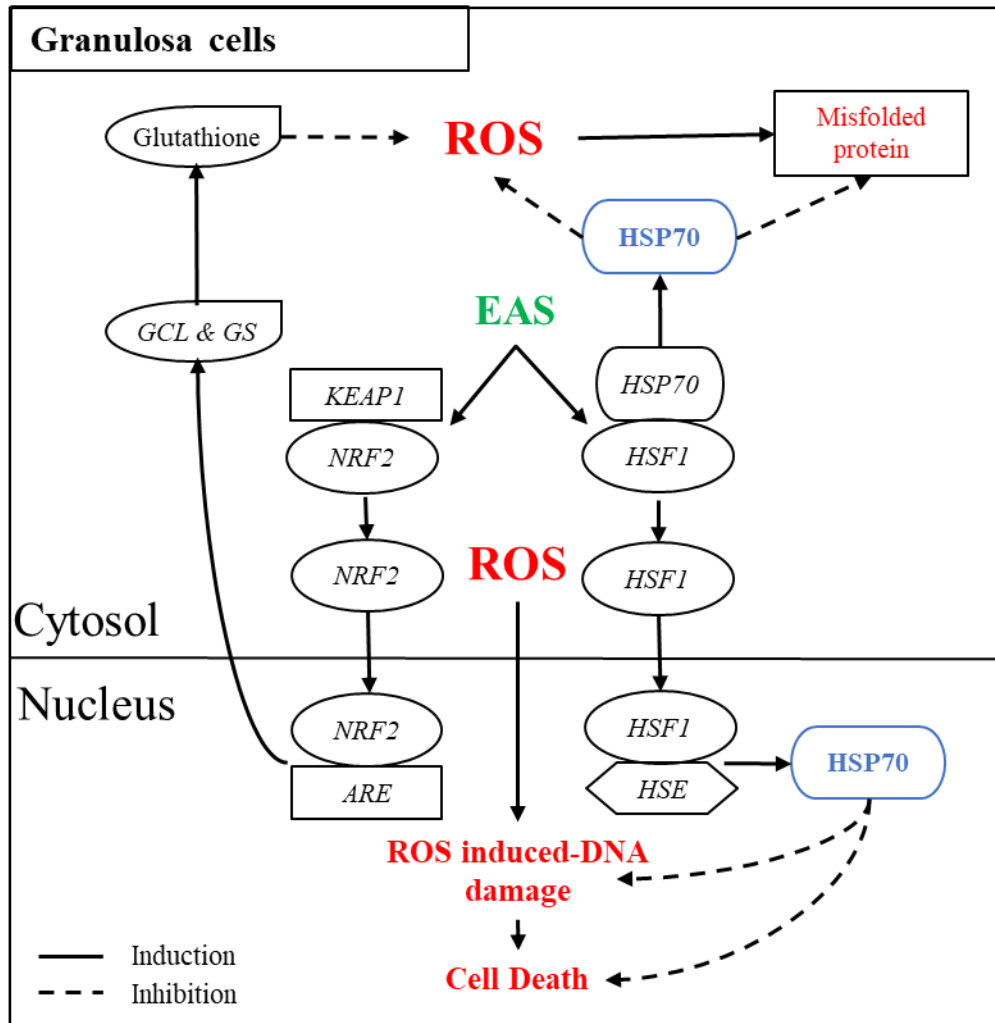 Granulosa cells
Glutathione
ROS
Misfolded
protein
HSP70
EAS
GCL & GS
KEAP1
HSP70
NRF2
HSF1
NRF2
ROS
HSF1
Cytosol
Nucleus
NRF2
HSF1
HSP70
ARE
HSE
ROS induced-DNA
damage
Induction
Cell Death
Inhibition